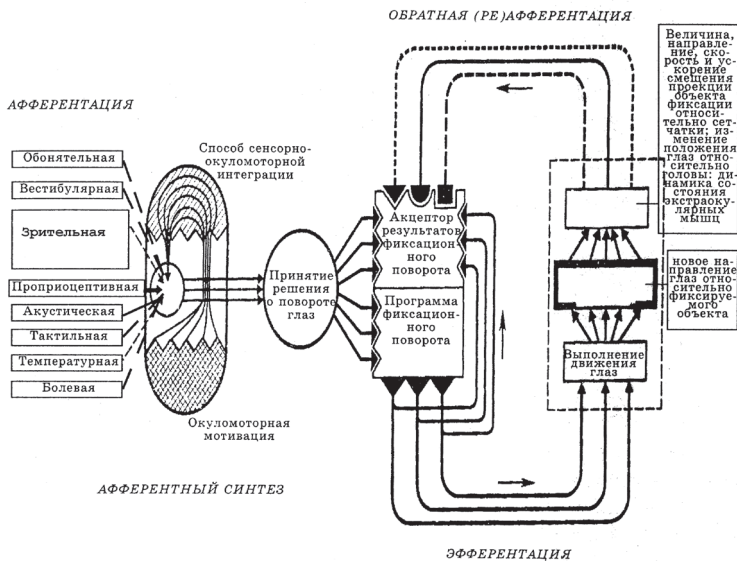 ОБРАТНАЯ (РЕ)АФФЕРЕНТАЦИЯ
Величина,
направле-
ние, ско-
рость и ус-
корение
смещения
проекции
объекта
фиксации
относи-
тельно сет-
чатки; из-
менение
положения
глаз отно-
сительно
головы: ди-
намика со-
стояния
экстраоку-
лярных
мышц
АФФЕРЕНТАЦИЯ
Способ сенсорно-
окуломоторной
интеграции
Обонятельная
Вестибулярная
Зрительная
Проприоцептивная
Акустическая
Тактильная
Температурная
Болевая
Принятие
решения
о повороте
глаз
Акцептор
результатов
фиксацион-
ного
поворота
Программа
фиксацион-
ного
поворота
новое на-
правление
глаз отно-
сительно
фиксируе-
мого
объекта
Выполнение
движения
глаз
Окуломоторная
мотивация
АФФЕРЕНТНЫЙ СИНТЕЗ
ЭФФЕРЕНТАЦИЯ